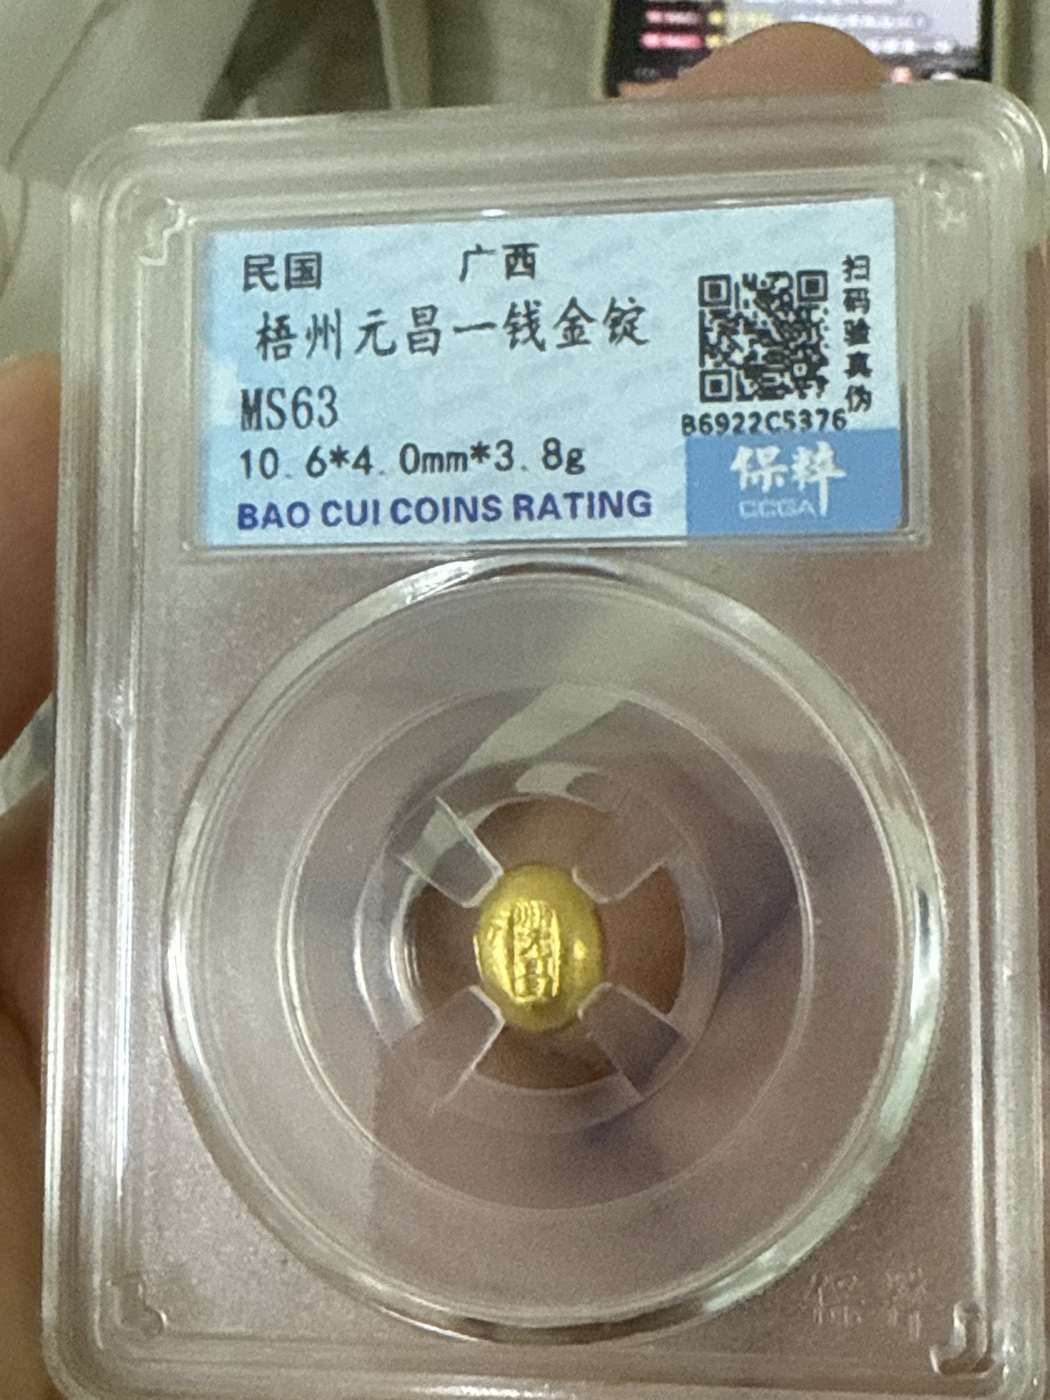 民国 广西
梧州元昌一钱金锭
MS63
10.6*4.0mm*3.8g
BAO CUI COINS RATING
扫码验真伪
B6922C5376
保粹
CCGA